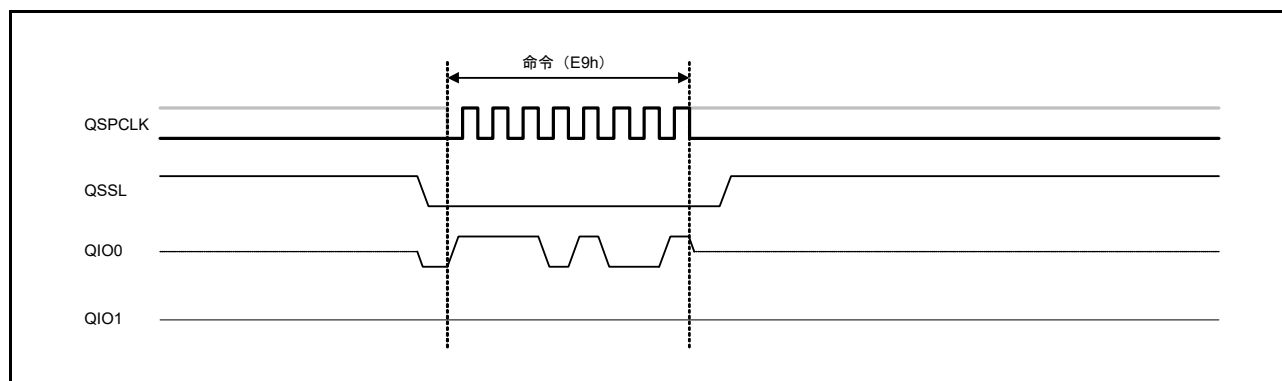 命令（E9h）
QSPCLK
QSSL
QIO0
QIO1